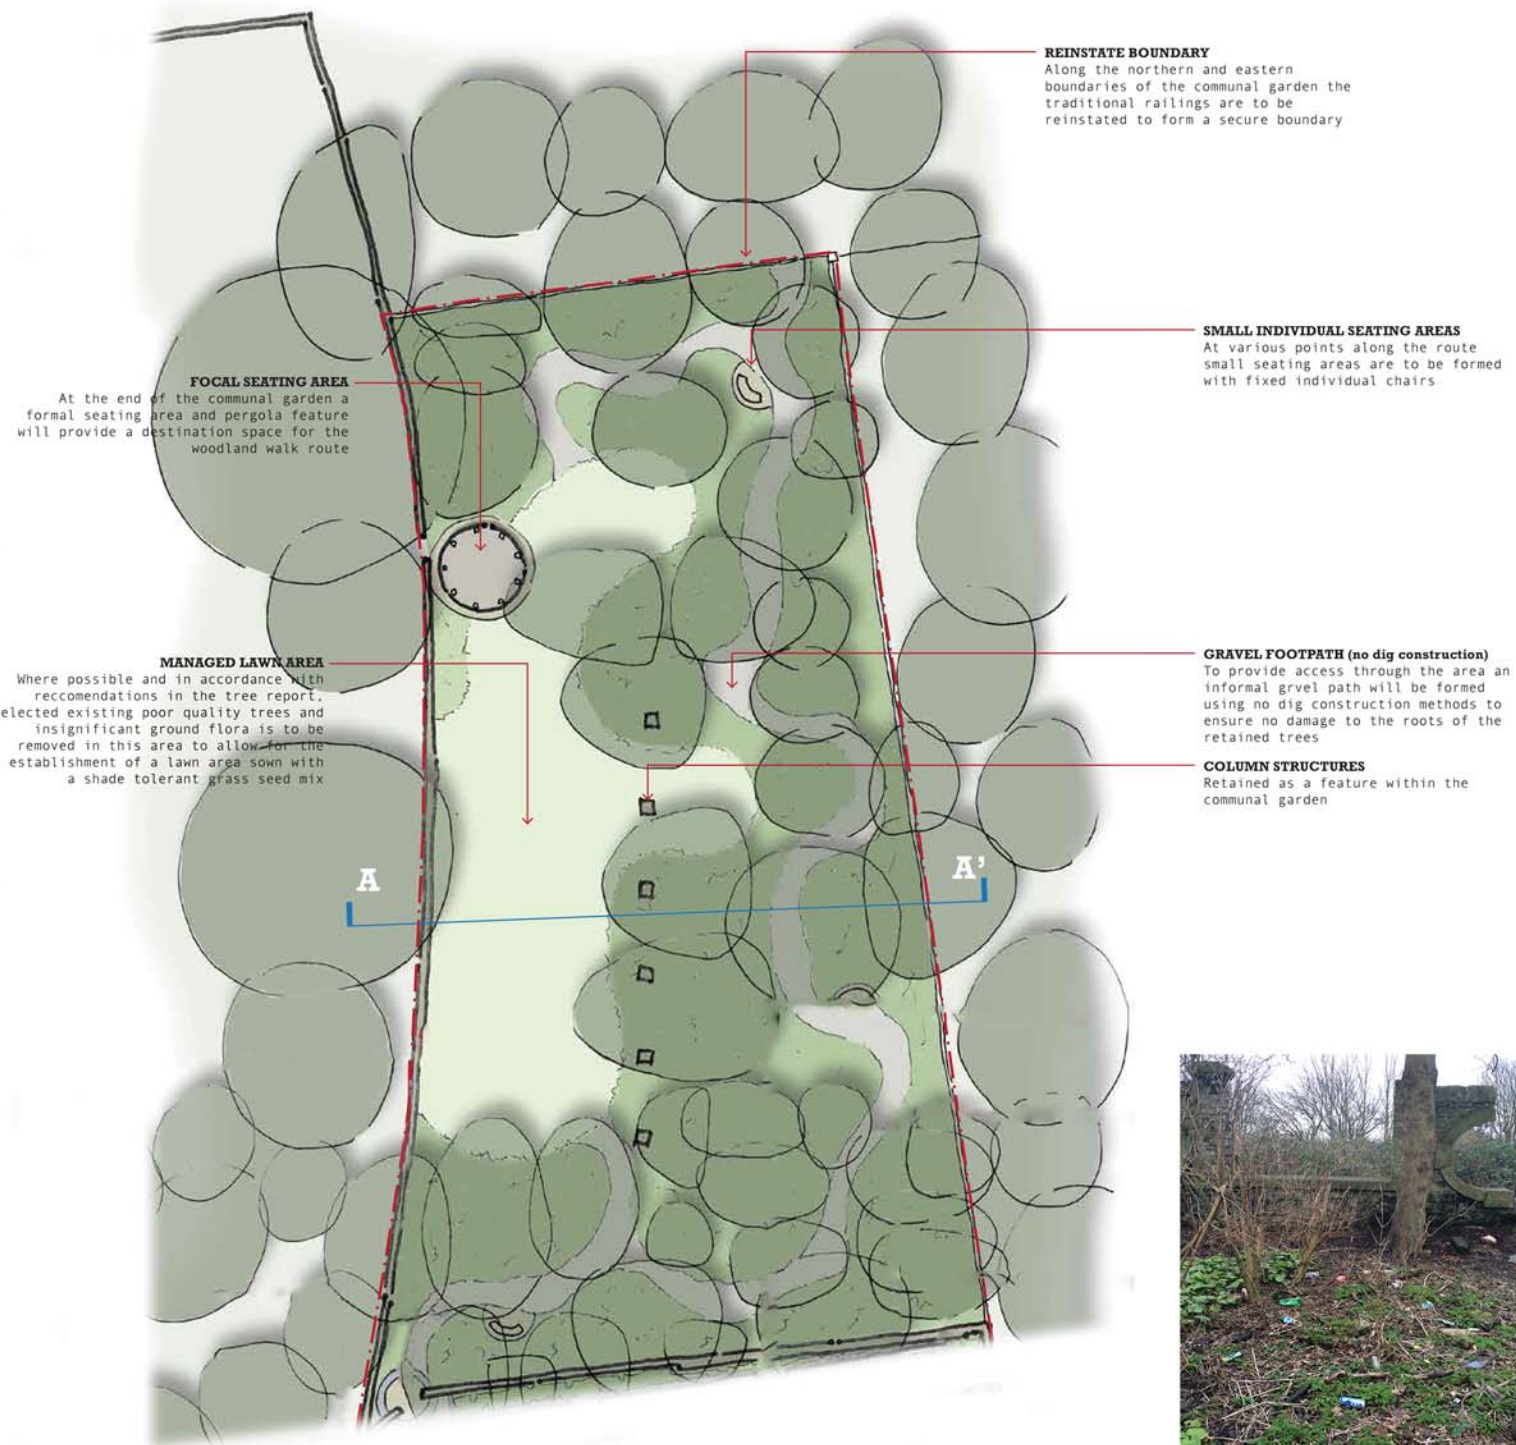 REINSTATE BOUNDARY
Along the northern and eastern
boundaries of the communal garden the
traditional railings are to be
reinstated to form a secure boundary
SMALL INDIVIDUAL SEATING AREAS
At various points along the route
small seating areas are to be formed
with fixed individual chairs
FOCAL SEATING AREA
At the end of the communal garden a
formal seating area and pergola feature
will provide a destination space for the
woodland walk route
MANAGED LAWN AREA
Where possible and in accordance with
reccomendations in the tree report,
elected existing poor quality trees and
insignificant ground flora is to be
removed in this area to allow for the
establishment of a lawn area sown with
a shade tolerant grass seed mix
GRAVEL FOOTPATH (no dig construction)
To provide access through the area an
informal grvel path will be formed
using no dig construction methods to
ensure no damage to the roots of the
retained trees
COLUMN STRUCTURES
Retained as a feature within the
communal garden
A
A'